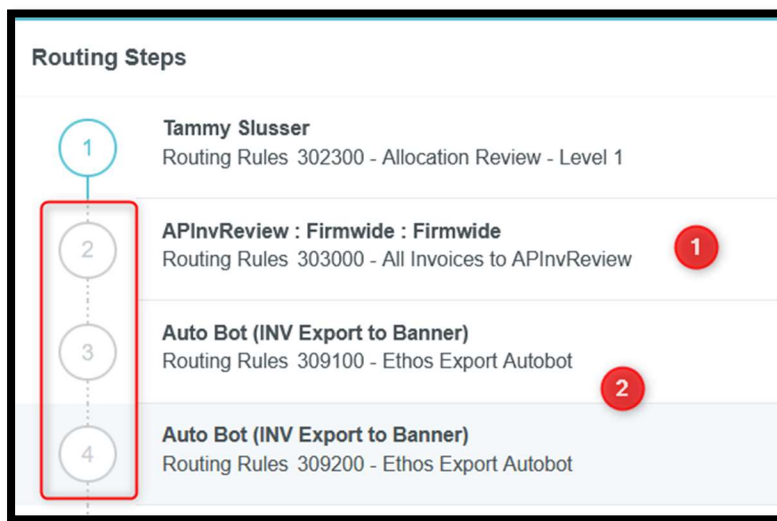 Routing Steps
1
Tammy Slusser
Routing Rules 302300 - Allocation Review - Level 1
2
APInvReview : Firmwide : Firmwide
Routing Rules 303000 - All Invoices to APInvReview
1
3
Auto Bot (INV Export to Banner)
Routing Rules 309100 - Ethos Export Autobot
2
4
Auto Bot (INV Export to Banner)
Routing Rules 309200 - Ethos Export Autobot